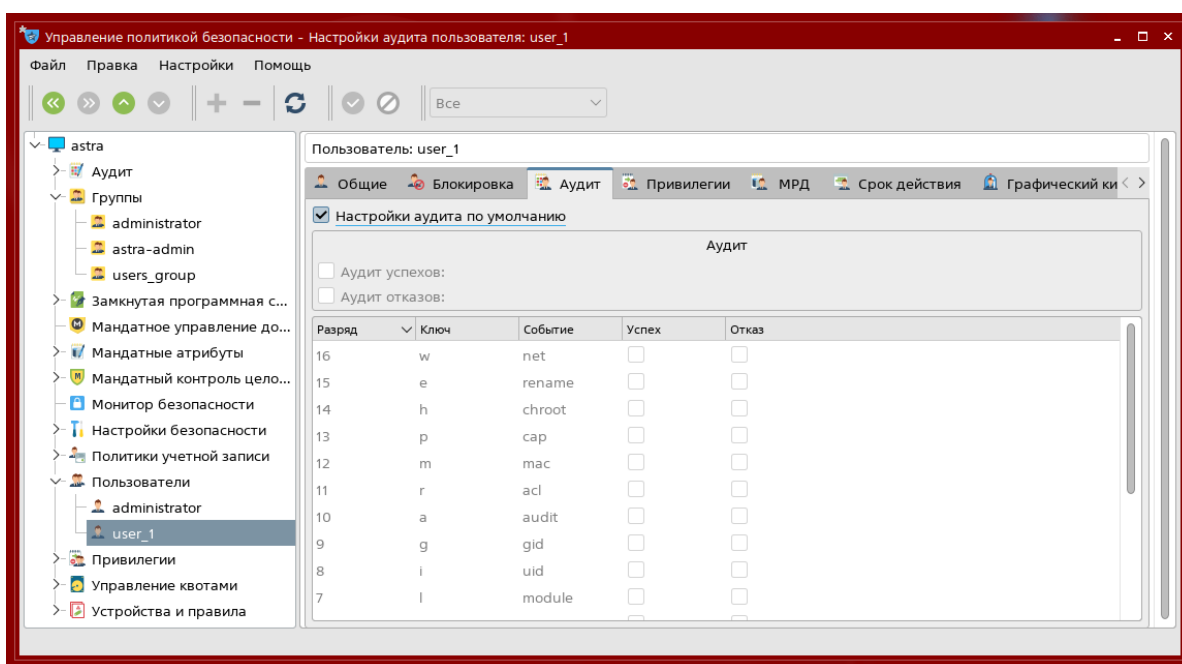 Управление политикой безопасности - Настройки аудита пользователя: user_1
Файл Правка Настройки Помощь
Все
astra
Аудит
Группы
administrator
astra-admin
users_group
Замкнутая программная с...
Мандатное управление до...
Мандатные атрибуты
Мандатный контроль цело...
Монитор безопасности
Настройки безопасности
Политики учетной записи
Пользователи
administrator
user_1
Привилегии
Управление квотами
Устройства и правила
Пользователь: user_1
Общие Блокировка Аудит Привилегии МРД Срок действия Графический ки
Настройки аудита по умолчанию
Аудит
Аудит успехов:
Аудит отказов:
Разряд Ключ Событие Успех Отказ
16 w net
15 e rename
14 h chroot
13 p cap
12 m mac
11 r acl
10 a audit
9 g gid
8 i uid
7 l module